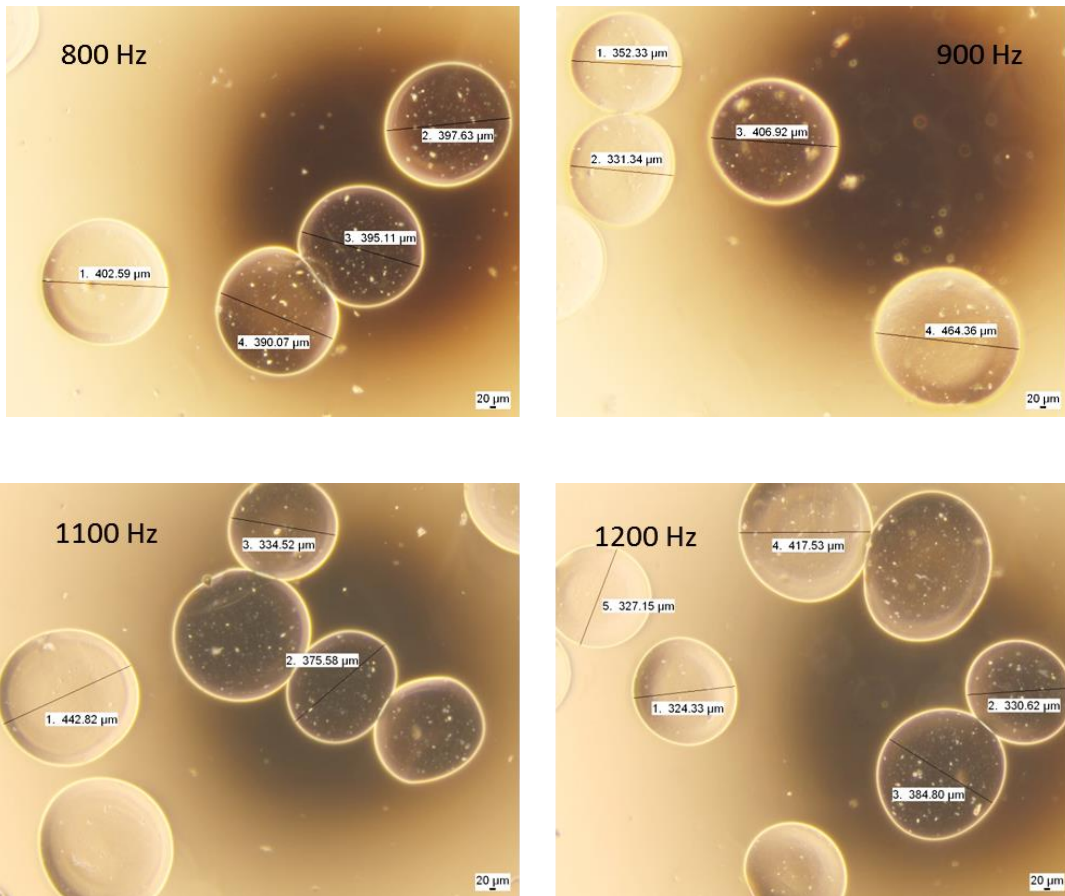 800 Hz
2. 397.63 µm
3. 395.11 µm
1. 402.59 µm
4. 390.07 µm
20 µm
900 Hz
1. 352.33 µm
3. 406.92 µm
2. 331.34 µm
4. 464.36 µm
20 µm
1100 Hz
3. 334.52 µm
2. 375.58 µm
1. 442.82 µm
20 µm
1200 Hz
4. 417.53 µm
5. 327.15 µm
1. 324.33 µm
2. 330.62 µm
3. 384.80 µm
20 µm